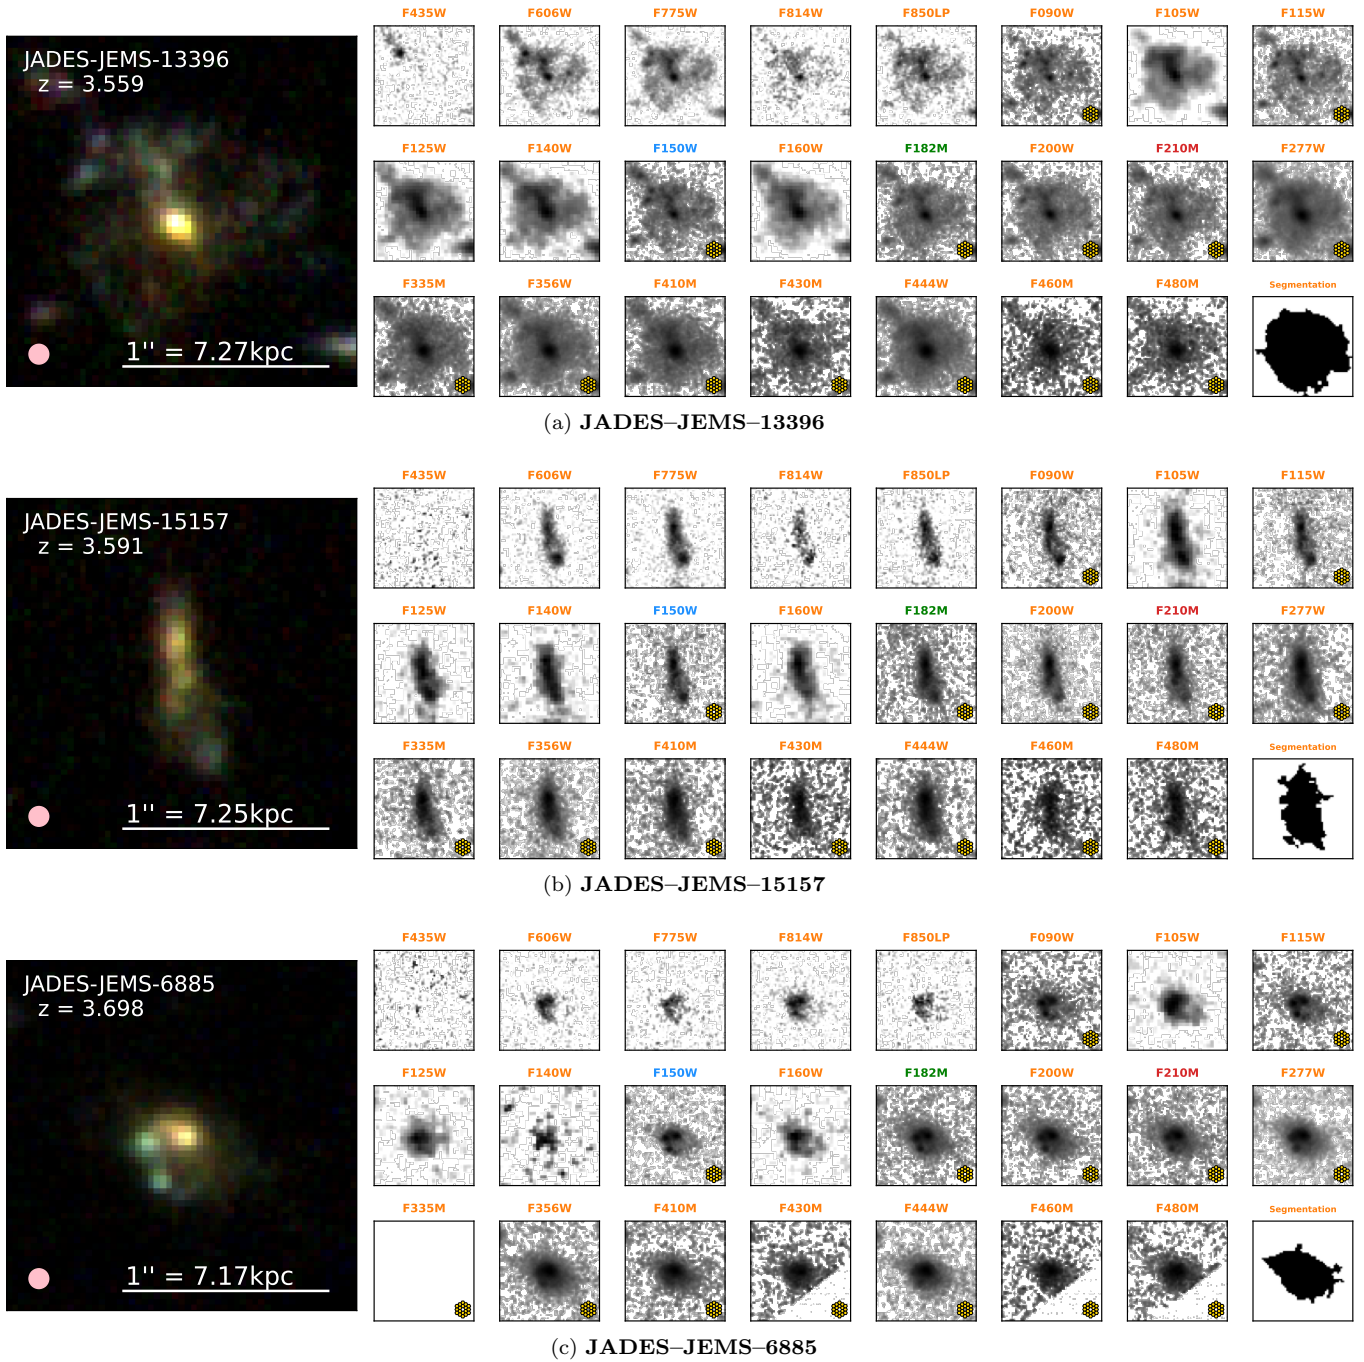 JADES-JEMS-13396
z = 3.559
1'' = 7.27kpc
F435W F606W F775W F814W F850LP F090W F105W F115W
F125W F140W F150W F160W F182M F200W F210M F277W
F335M F356W F410M F430M F444W F460M F480M Segmentation
(a) JADES–JEMS–13396
JADES-JEMS-15157
z = 3.591
1'' = 7.25kpc
F435W F606W F775W F814W F850LP F090W F105W F115W
F125W F140W F150W F160W F182M F200W F210M F277W
F335M F356W F410M F430M F444W F460M F480M Segmentation
(b) JADES–JEMS–15157
JADES-JEMS-6885
z = 3.698
1'' = 7.17kpc
F435W F606W F775W F814W F850LP F090W F105W F115W
F125W F140W F150W F160W F182M F200W F210M F277W
F335M F356W F410M F430M F444W F460M F480M Segmentation
(c) JADES–JEMS–6885